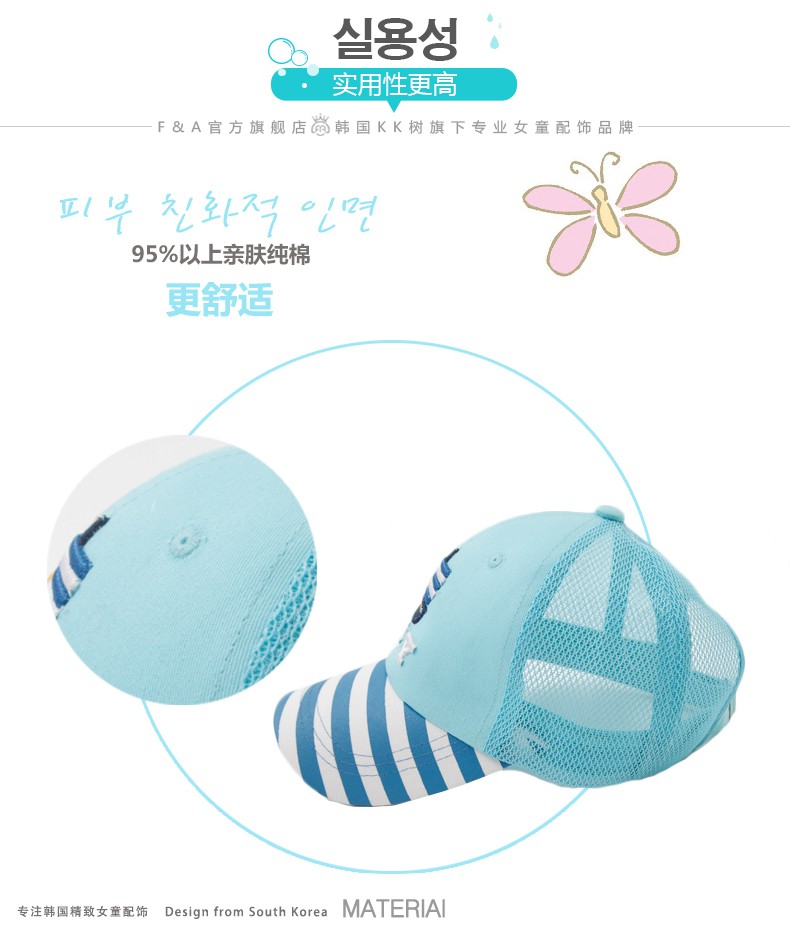 실용성
实用性更高
F&A官方旗舰店 韩国KK树旗下专业女童配饰品牌
피부 친화적 인면
95%以上亲肤纯棉
更舒适
专注韩国精致女童配饰 Design from South Korea MATERIAI